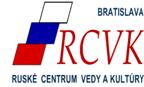 BRATISLAVA
RCVK
RUSKÉ CENTRUM VEDY A KULTÚRY